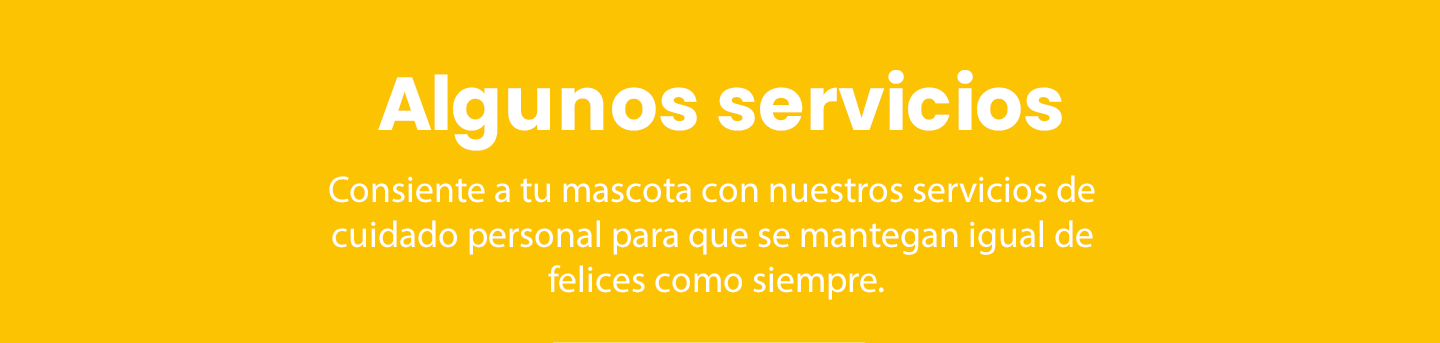 Algunos servicios
Consiente a tu mascota con nuestros servicios de
cuidado personal para que se mantegan igual de
felices como siempre.